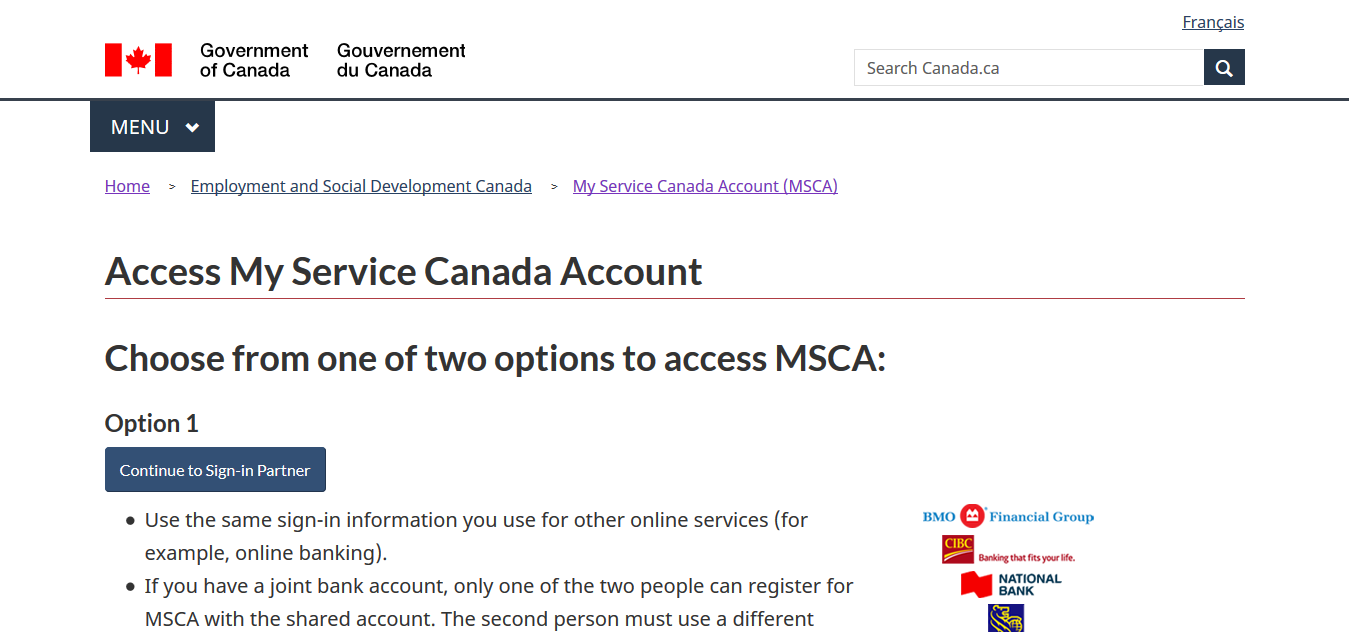 Français
Government of Canada
Gouvernement du Canada
Search Canada.ca
MENU
Home > Employment and Social Development Canada > My Service Canada Account (MSCA)
Access My Service Canada Account
Choose from one of two options to access MSCA:
Option 1
Continue to Sign-in Partner
• Use the same sign-in information you use for other online services (for
example, online banking).
• If you have a joint bank account, only one of the two people can register for
MSCA with the shared account. The second person must use a different
BMO Financial Group
CIBC Banking that fits your life.
NATIONAL
BANK